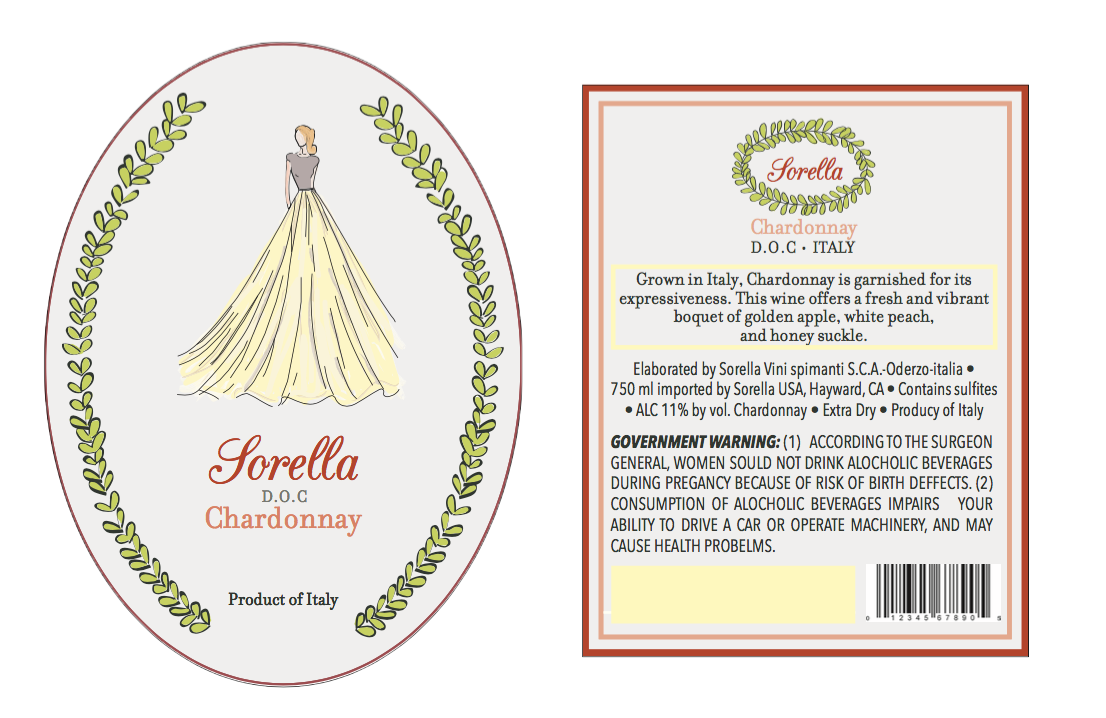 Sorella
D.O.C
Chardonnay
Product of Italy
Sorella
Chardonnay
D.O.C · ITALY
Grown in Italy, Chardonnay is garnished for its
expressiveness. This wine offers a fresh and vibrant
boquet of golden apple, white peach,
and honey suckle.
Elaborated by Sorella Vini spimanti S.C.A.-Oderzo-italia •
750 ml imported by Sorella USA, Hayward, CA • Contains sulfites
• ALC 11% by vol. Chardonnay • Extra Dry • Producy of Italy
GOVERNMENT WARNING: (1) ACCORDING TO THE SURGEON
GENERAL, WOMEN SOULD NOT DRINK ALOCHOLIC BEVERAGES
DURING PREGANCY BECAUSE OF RISK OF BIRTH DEFFECTS. (2)
CONSUMPTION OF ALOCHOLIC BEVERAGES IMPAIRS YOUR
ABILITY TO DRIVE A CAR OR OPERATE MACHINERY, AND MAY
CAUSE HEALTH PROBELMS.
0 12345 67890 5